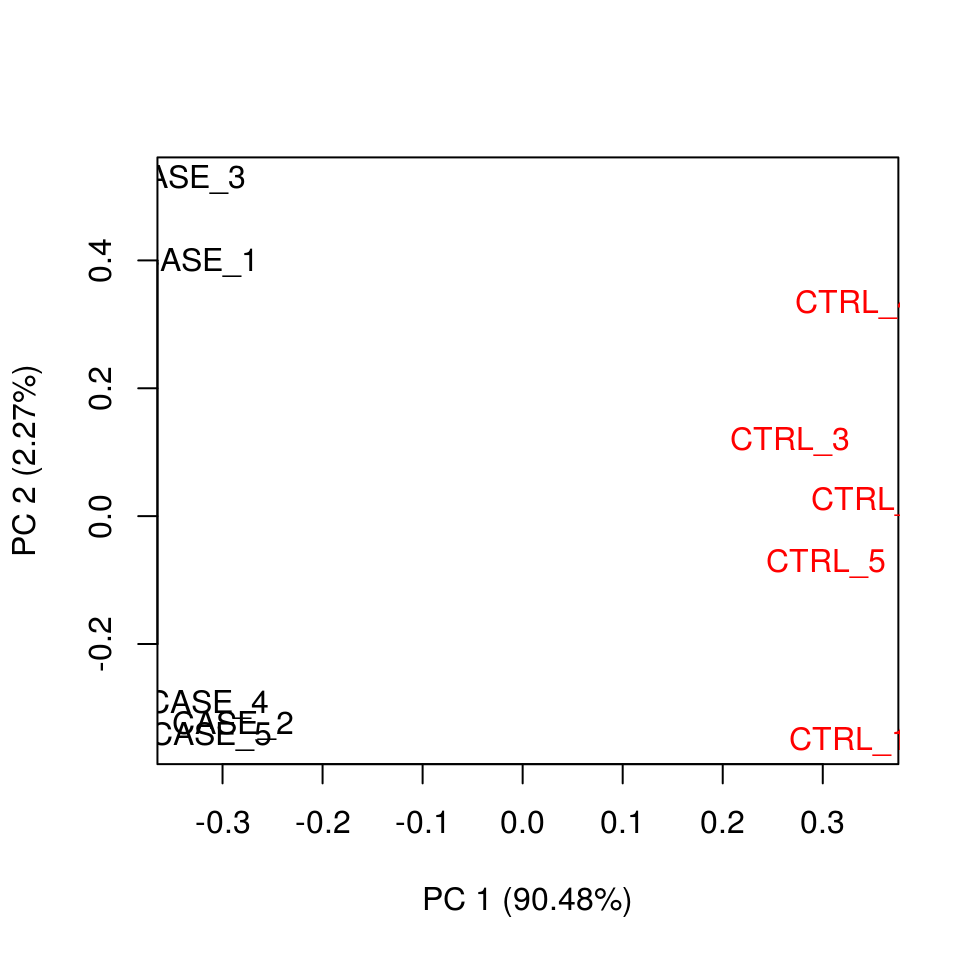 ASE_3
ASE_1
CTRL_
CTRL_3
CTRL_
CTRL_5
CASE_4
CASE_2
CASE_5
CTRL_
0.4
0.2
0.0
-0.2
PC 2 (2.27%)
-0.3 -0.2 -0.1 0.0 0.1 0.2 0.3
PC 1 (90.48%)